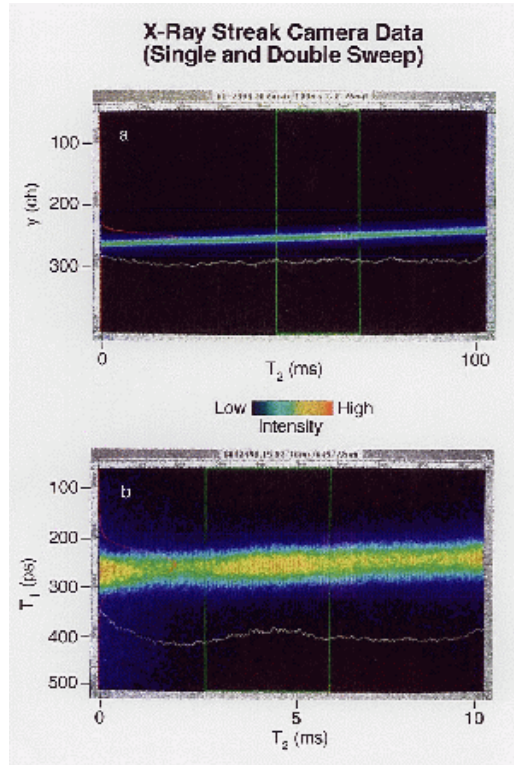 X-Ray Streak Camera Data
(Single and Double Sweep)
a
100
200
y (ch)
300
0
100
T2 (ms)
Low High
Intensity
b
100
200
T1 (ps)
300
400
500
0
5
10
T2 (ms)